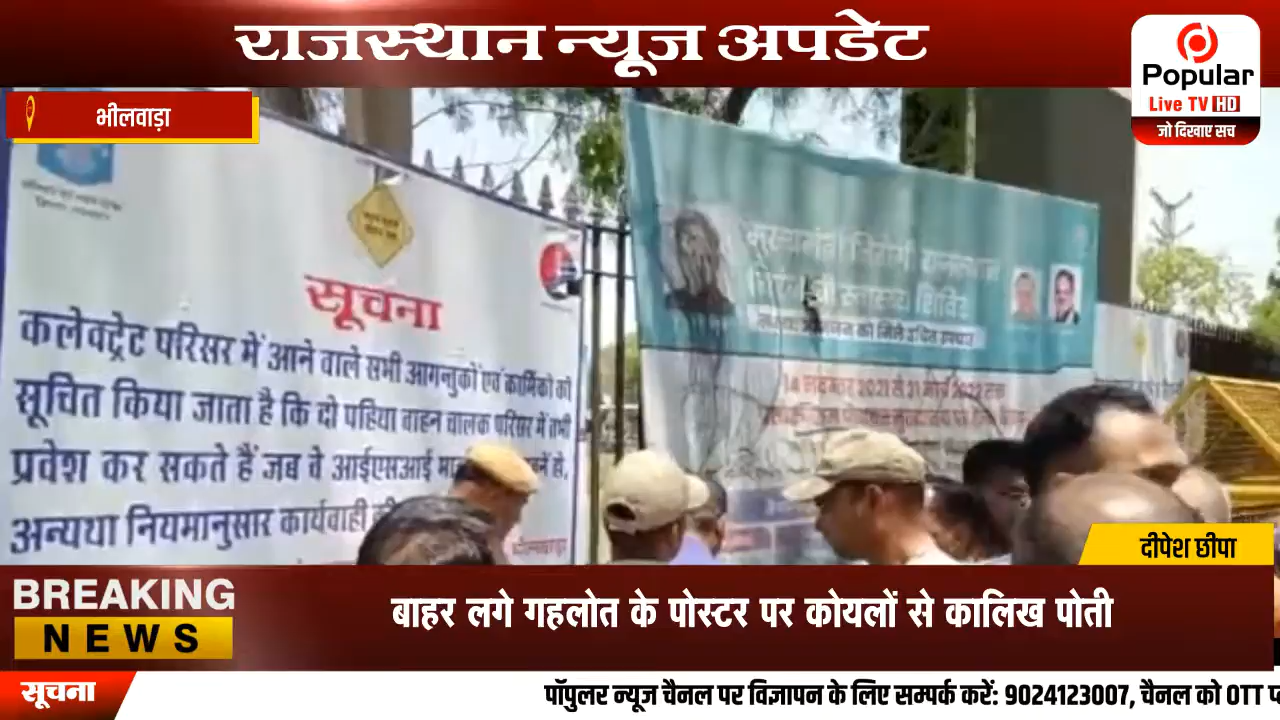 राजस्थान न्यूज अपडेट
Popular
Live TV HD
जो दिखाए सच
भीलवाड़ा
सूचना
कलेक्ट्रेट परिसर में आने वाले सभी आगन्तुकों एवं कार्मिकों को
सूचित किया जाता है कि दो पहिया वाहन चालक परिसर में तभी
प्रवेश कर सकते हैं जब वे आईएसआई
अन्यथा नियमानुसार कार्यवाही
मुख्यमंत्री
शिविर
14 नवम्बर 2021 से 31 मार्च 2022 तक
दीपेश छीपा
BREAKING
NEWS
बाहर लगे गहलोत के पोस्टर पर कोयलों से कालिख पोती
सूचना
पॉपुलर न्यूज चैनल पर विज्ञापन के लिए सम्पर्क करें: 9024123007, चैनल को OTT